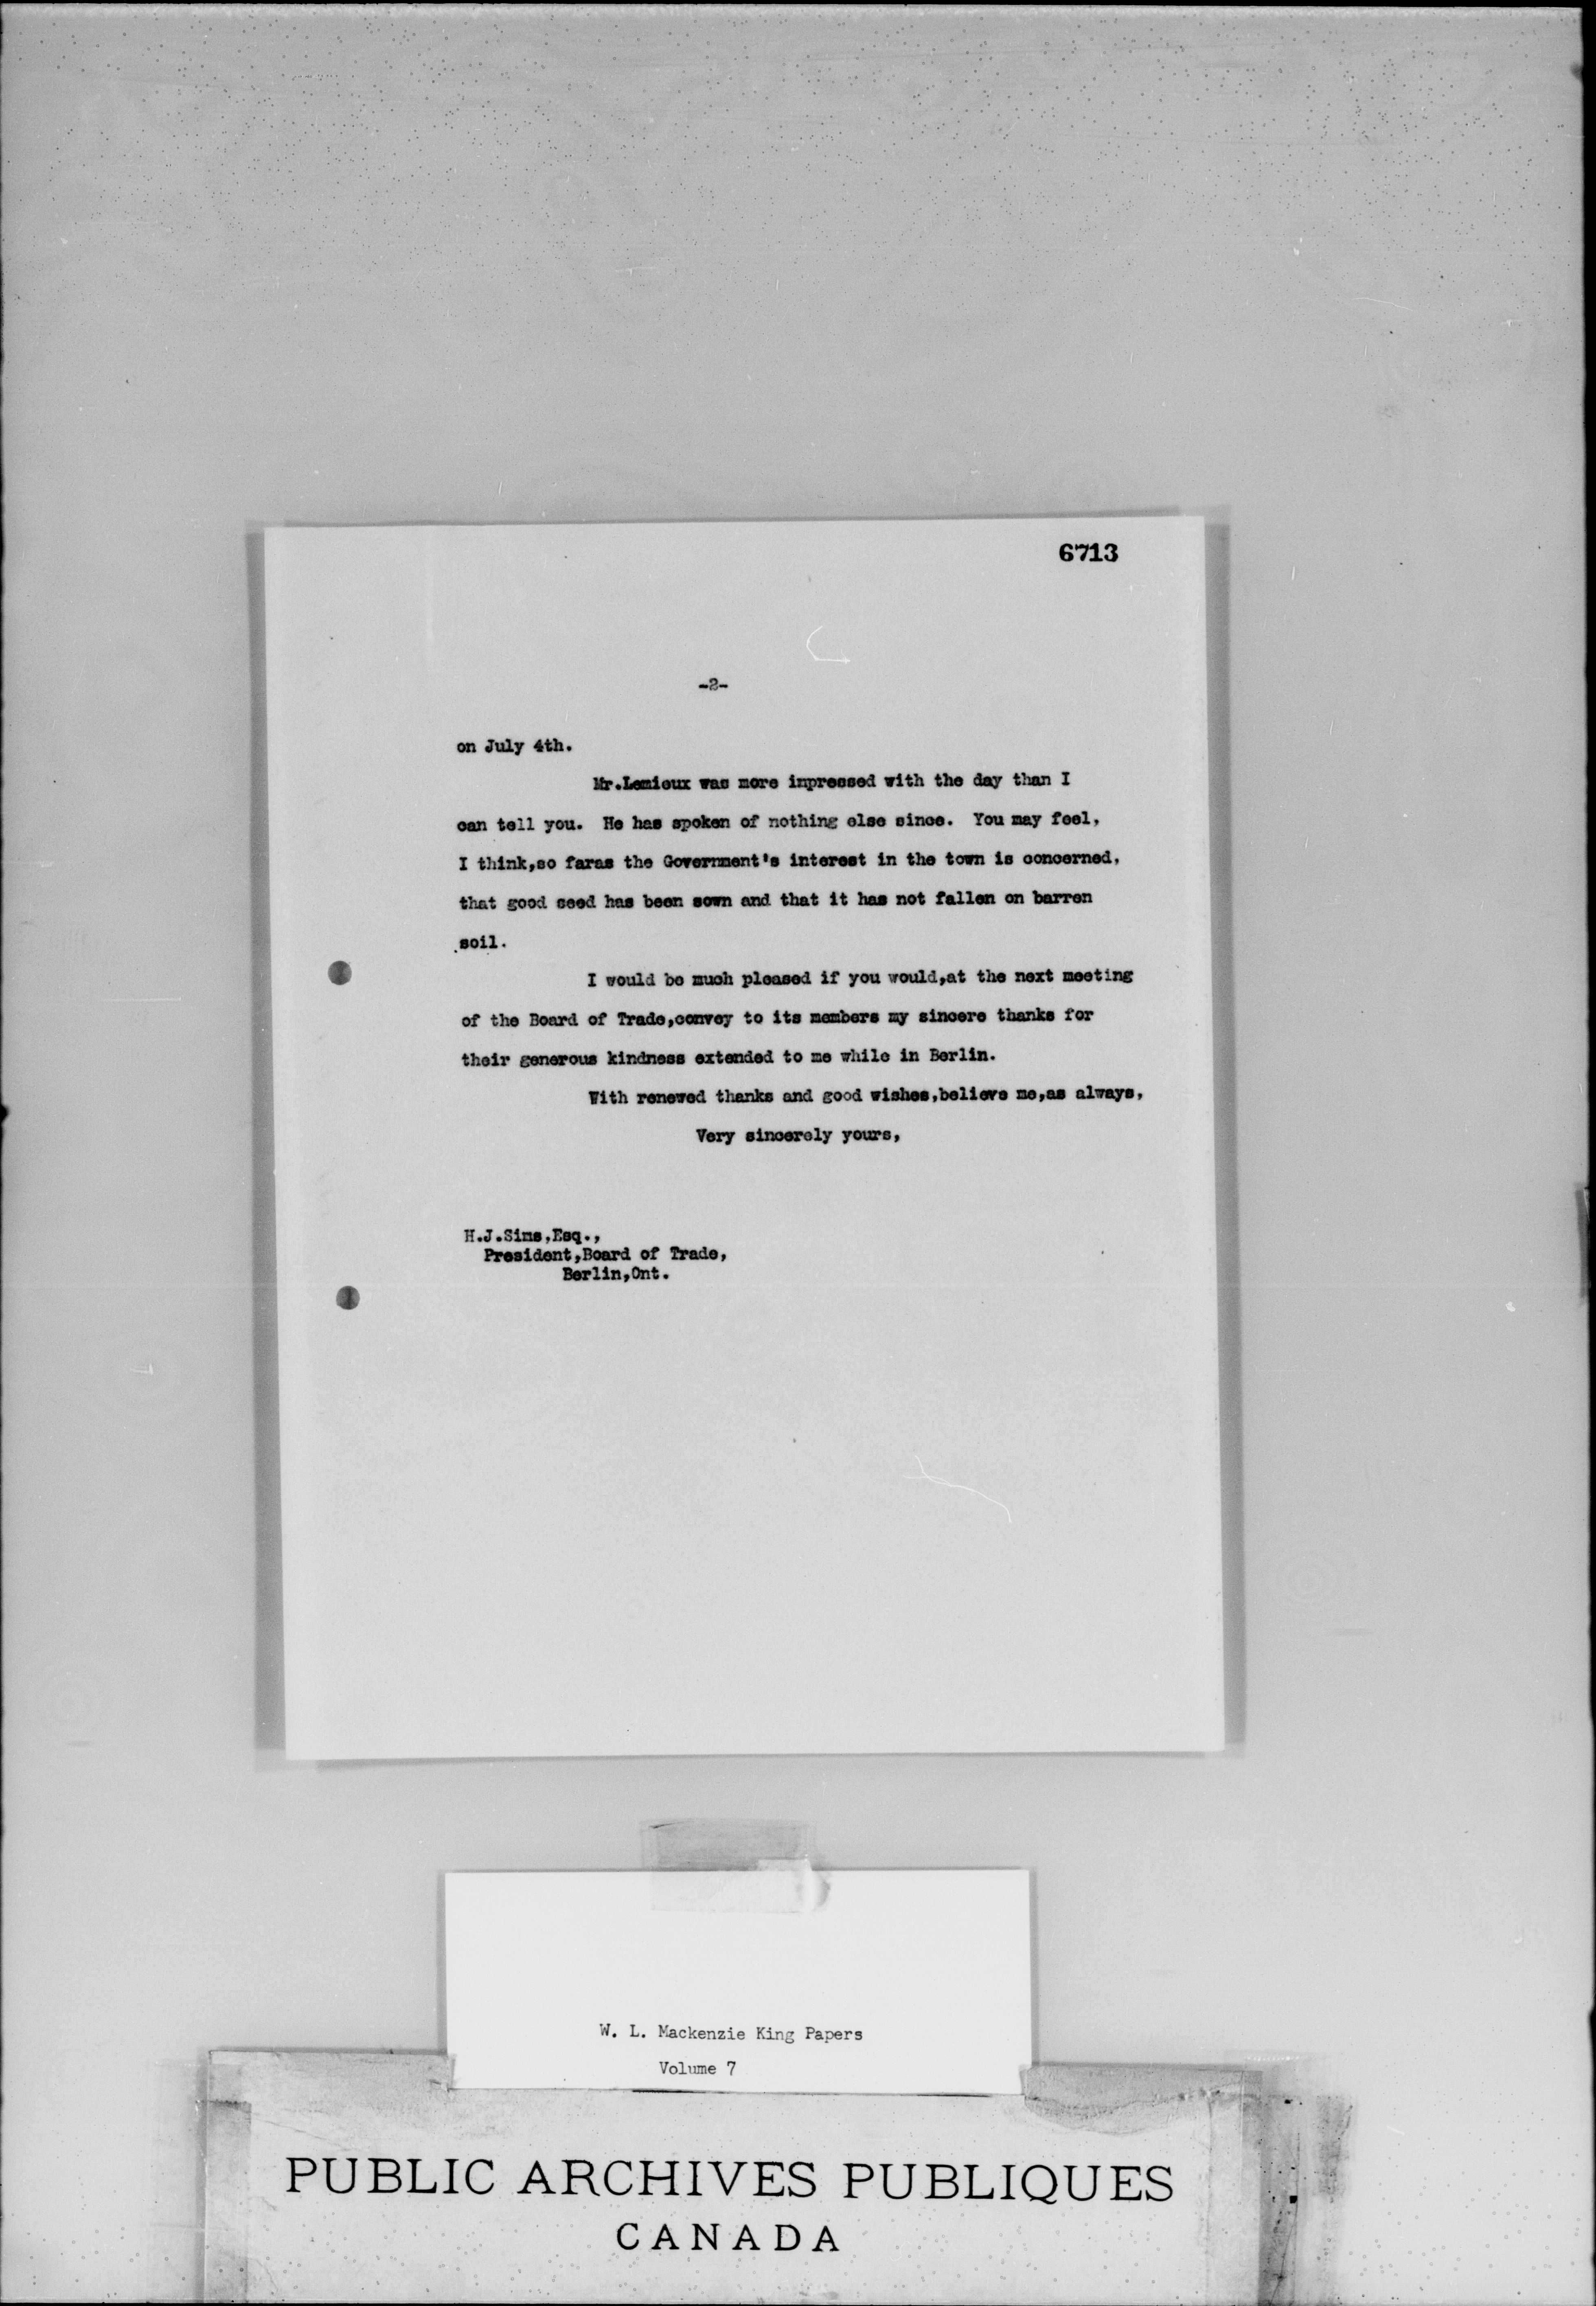 6713
-2-
on July 4th.
Mr.Lemieux was more inpressed with the day than I
can tell you. He has spoken of nothing else since. You may feel,
I think,so faras the Government's interest in the town is concerned,
that good seed has been sown and that it has not fallen on barren
soil.
I would be much pleased if you would,at the next meeting
of the Board of Trade,convey to its members my sincere thanks for
their generous kindness extended to me while in Berlin.
With renewed thanks and good wishes,believe me,as always,
Very sincerely yours,
H.J.Sims,Esq.,
President,Board of Trade,
Berlin,Ont.
W. L. Mackenzie King Papers
Volume 7
PUBLIC ARCHIVES PUBLIQUES
CANADA